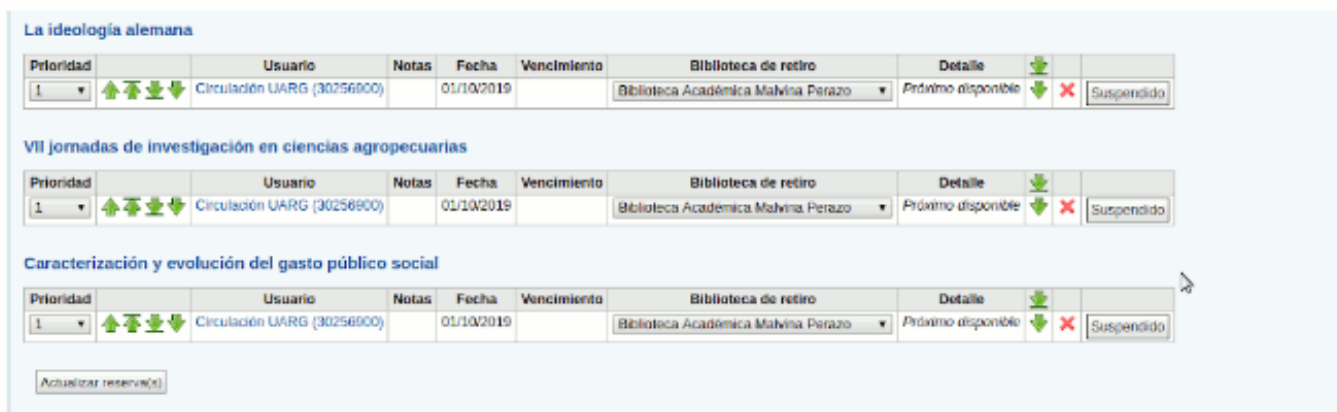 La ideología alemana
Prioridad Usuario Notas Fecha Vencimiento Biblioteca de retiro Detalle
1 Circulación UARG (30256900) 01/10/2019 Biblioteca Académica Malvina Perazo Próximo disponible Suspendido
VII jornadas de investigación en ciencias agropecuarias
Prioridad Usuario Notas Fecha Vencimiento Biblioteca de retiro Detalle
1 Circulación UARG (30256900) 01/10/2019 Biblioteca Académica Malvina Perazo Próximo disponible Suspendido
Caracterización y evolución del gasto público social
Prioridad Usuario Notas Fecha Vencimiento Biblioteca de retiro Detalle
1 Circulación UARG (30256900) 01/10/2019 Biblioteca Académica Malvina Perazo Próximo disponible Suspendido
Actualizar reserva(s)